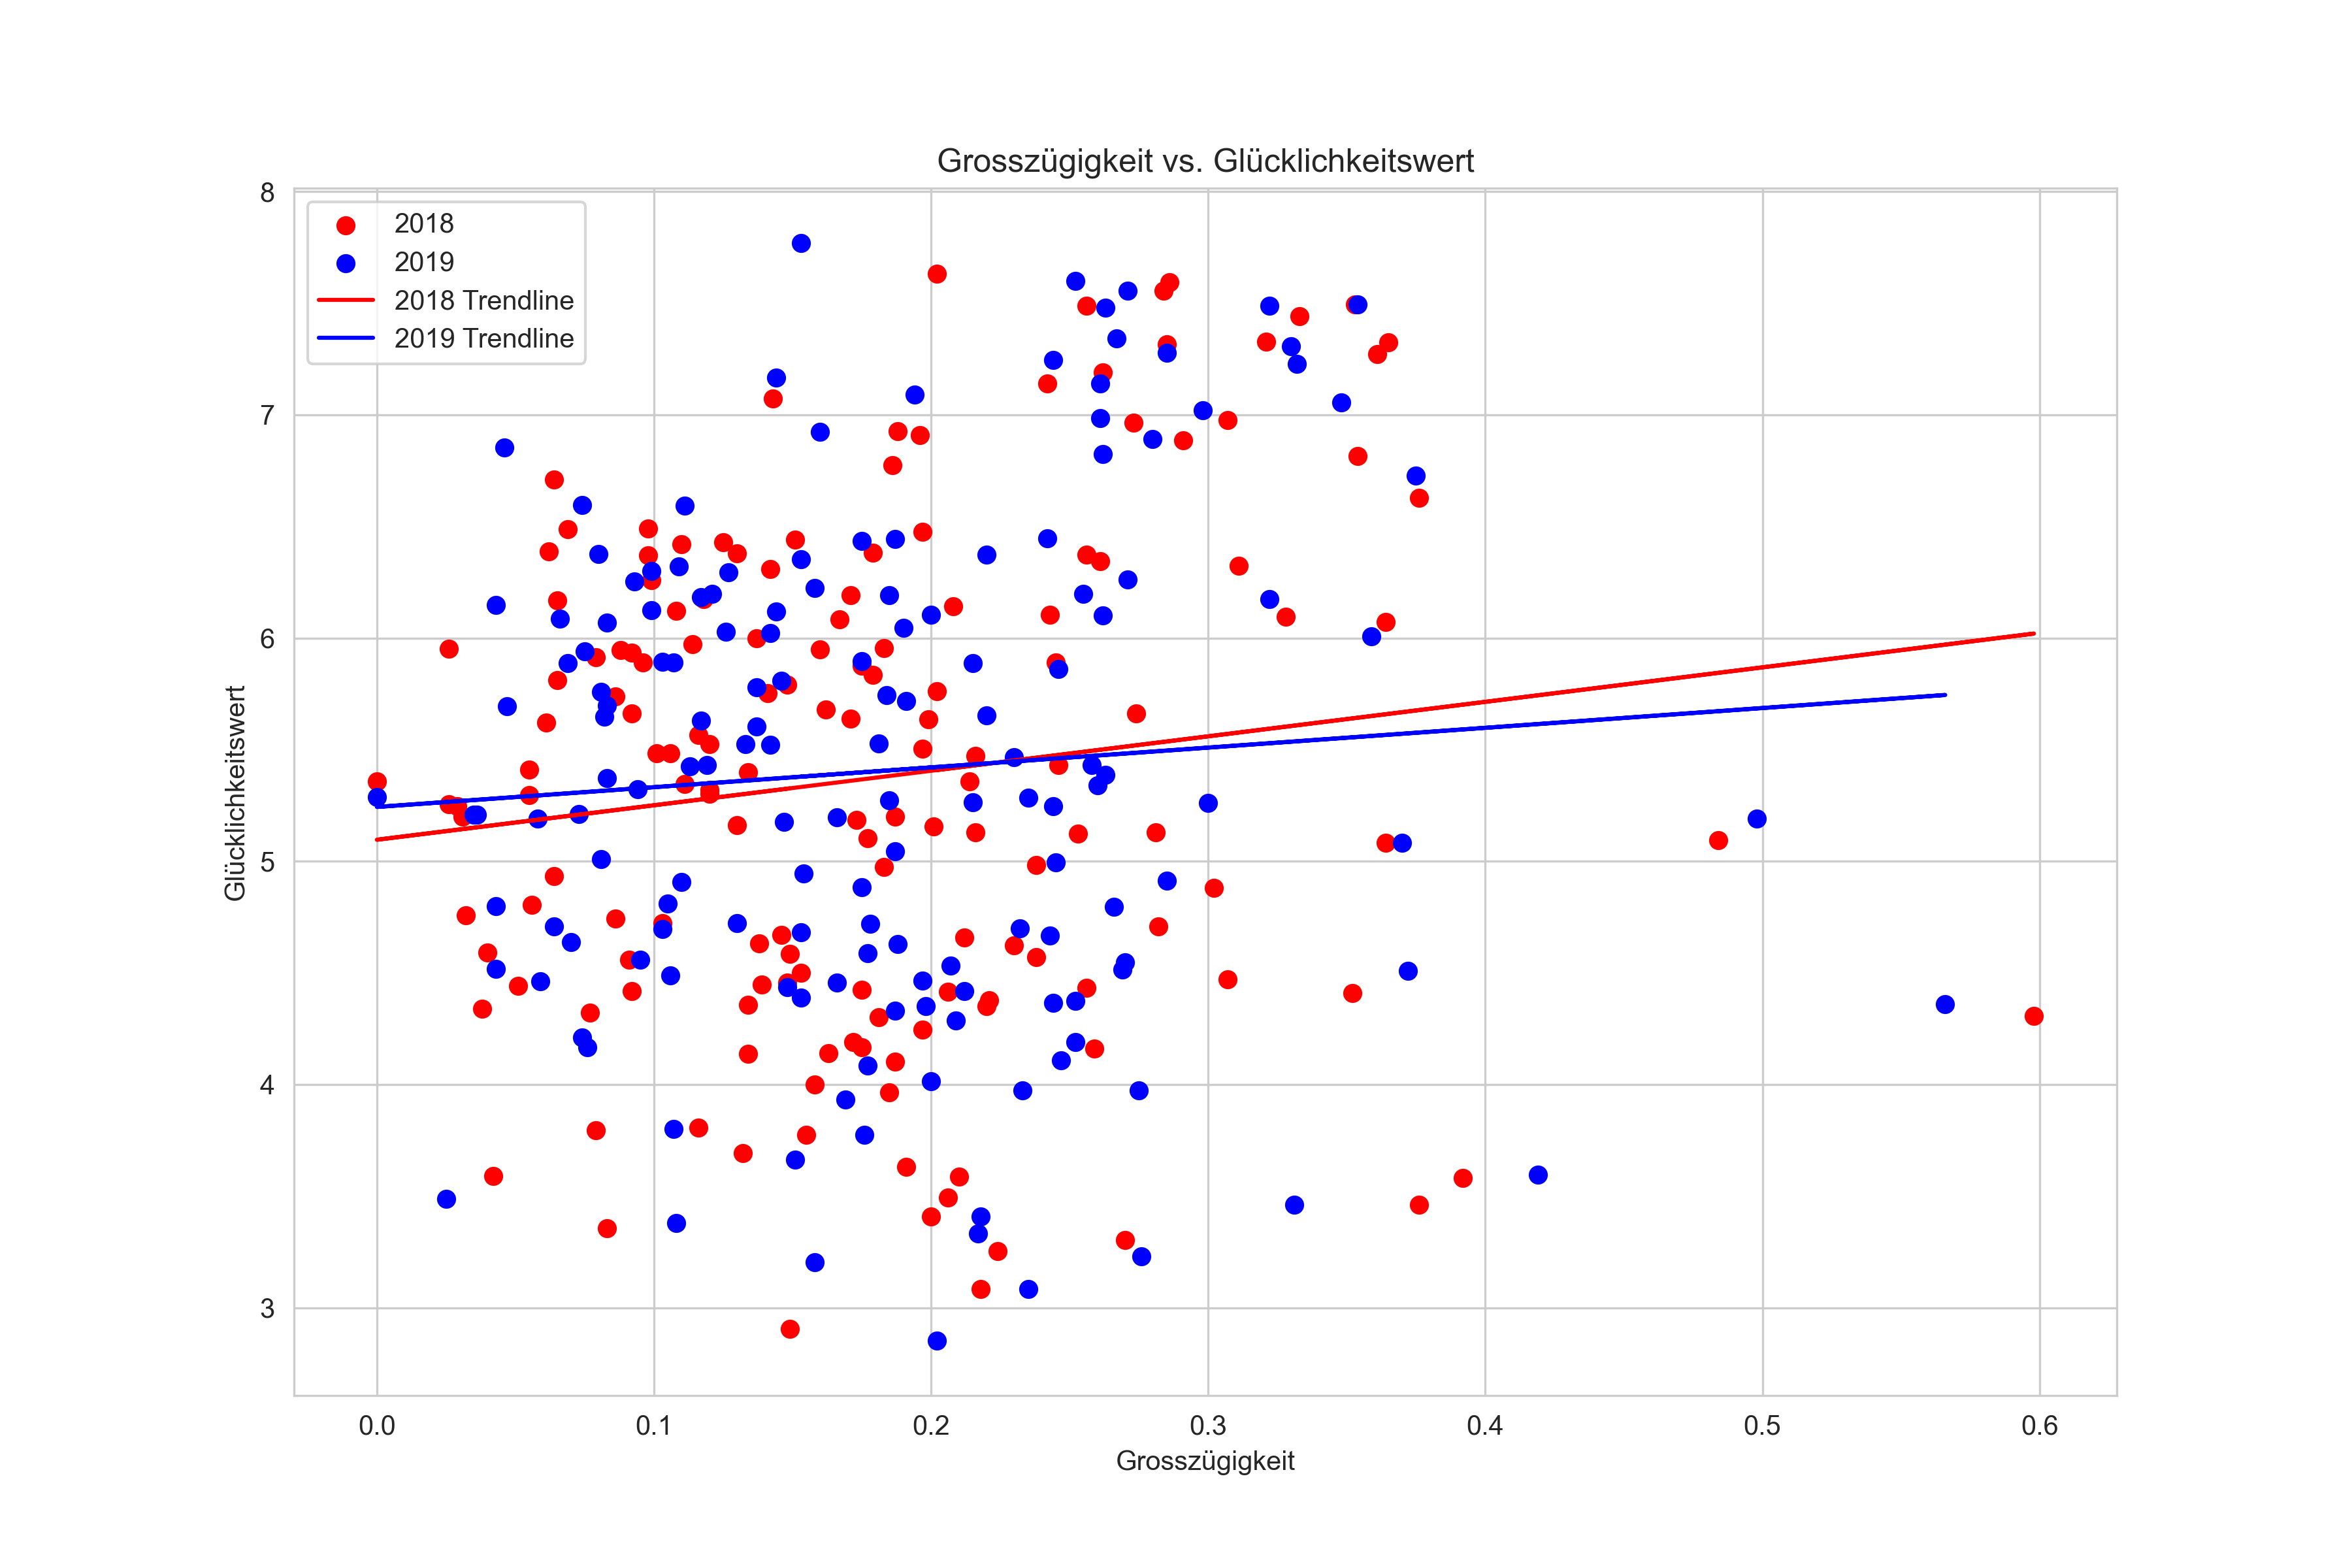 Grosszügigkeit vs. Glücklichkeitswert
2018
2019
2018 Trendline
2019 Trendline
Glücklichkeitswert
8
7
6
5
4
3
0.0 0.1 0.2 0.3 0.4 0.5 0.6
Grosszügigkeit